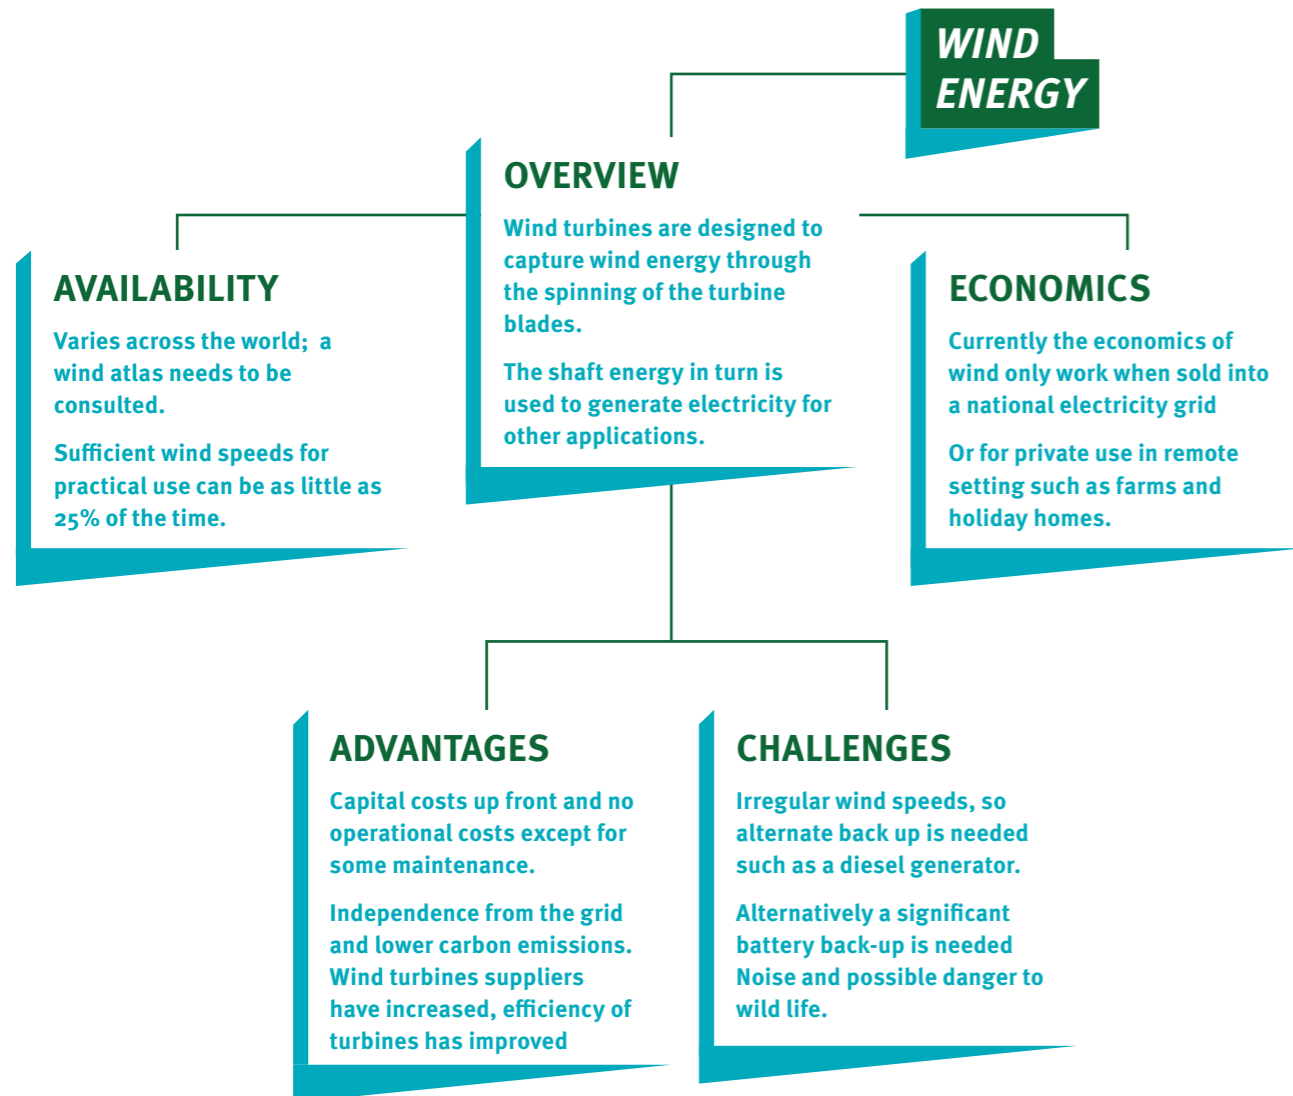 WIND
ENERGY
OVERVIEW
Wind turbines are designed to
capture wind energy through
the spinning of the turbine
blades.
The shaft energy in turn is
used to generate electricity for
other applications.
AVAILABILITY
Varies across the world;  a
wind atlas needs to be
consulted.
Sufficient wind speeds for
practical use can be as little as
25% of the time.
ECONOMICS
Currently the economics of
wind only work when sold into
a national electricity grid
Or for private use in remote
setting such as farms and
holiday homes.
ADVANTAGES
Capital costs up front and no
operational costs except for
some maintenance.
Independence from the grid
and lower carbon emissions.
Wind turbines suppliers
have increased, efficiency of
turbines has improved
CHALLENGES
Irregular wind speeds, so
alternate back up is needed
such as a diesel generator.
Alternatively a significant
battery back-up is needed
Noise and possible danger to
wild life.